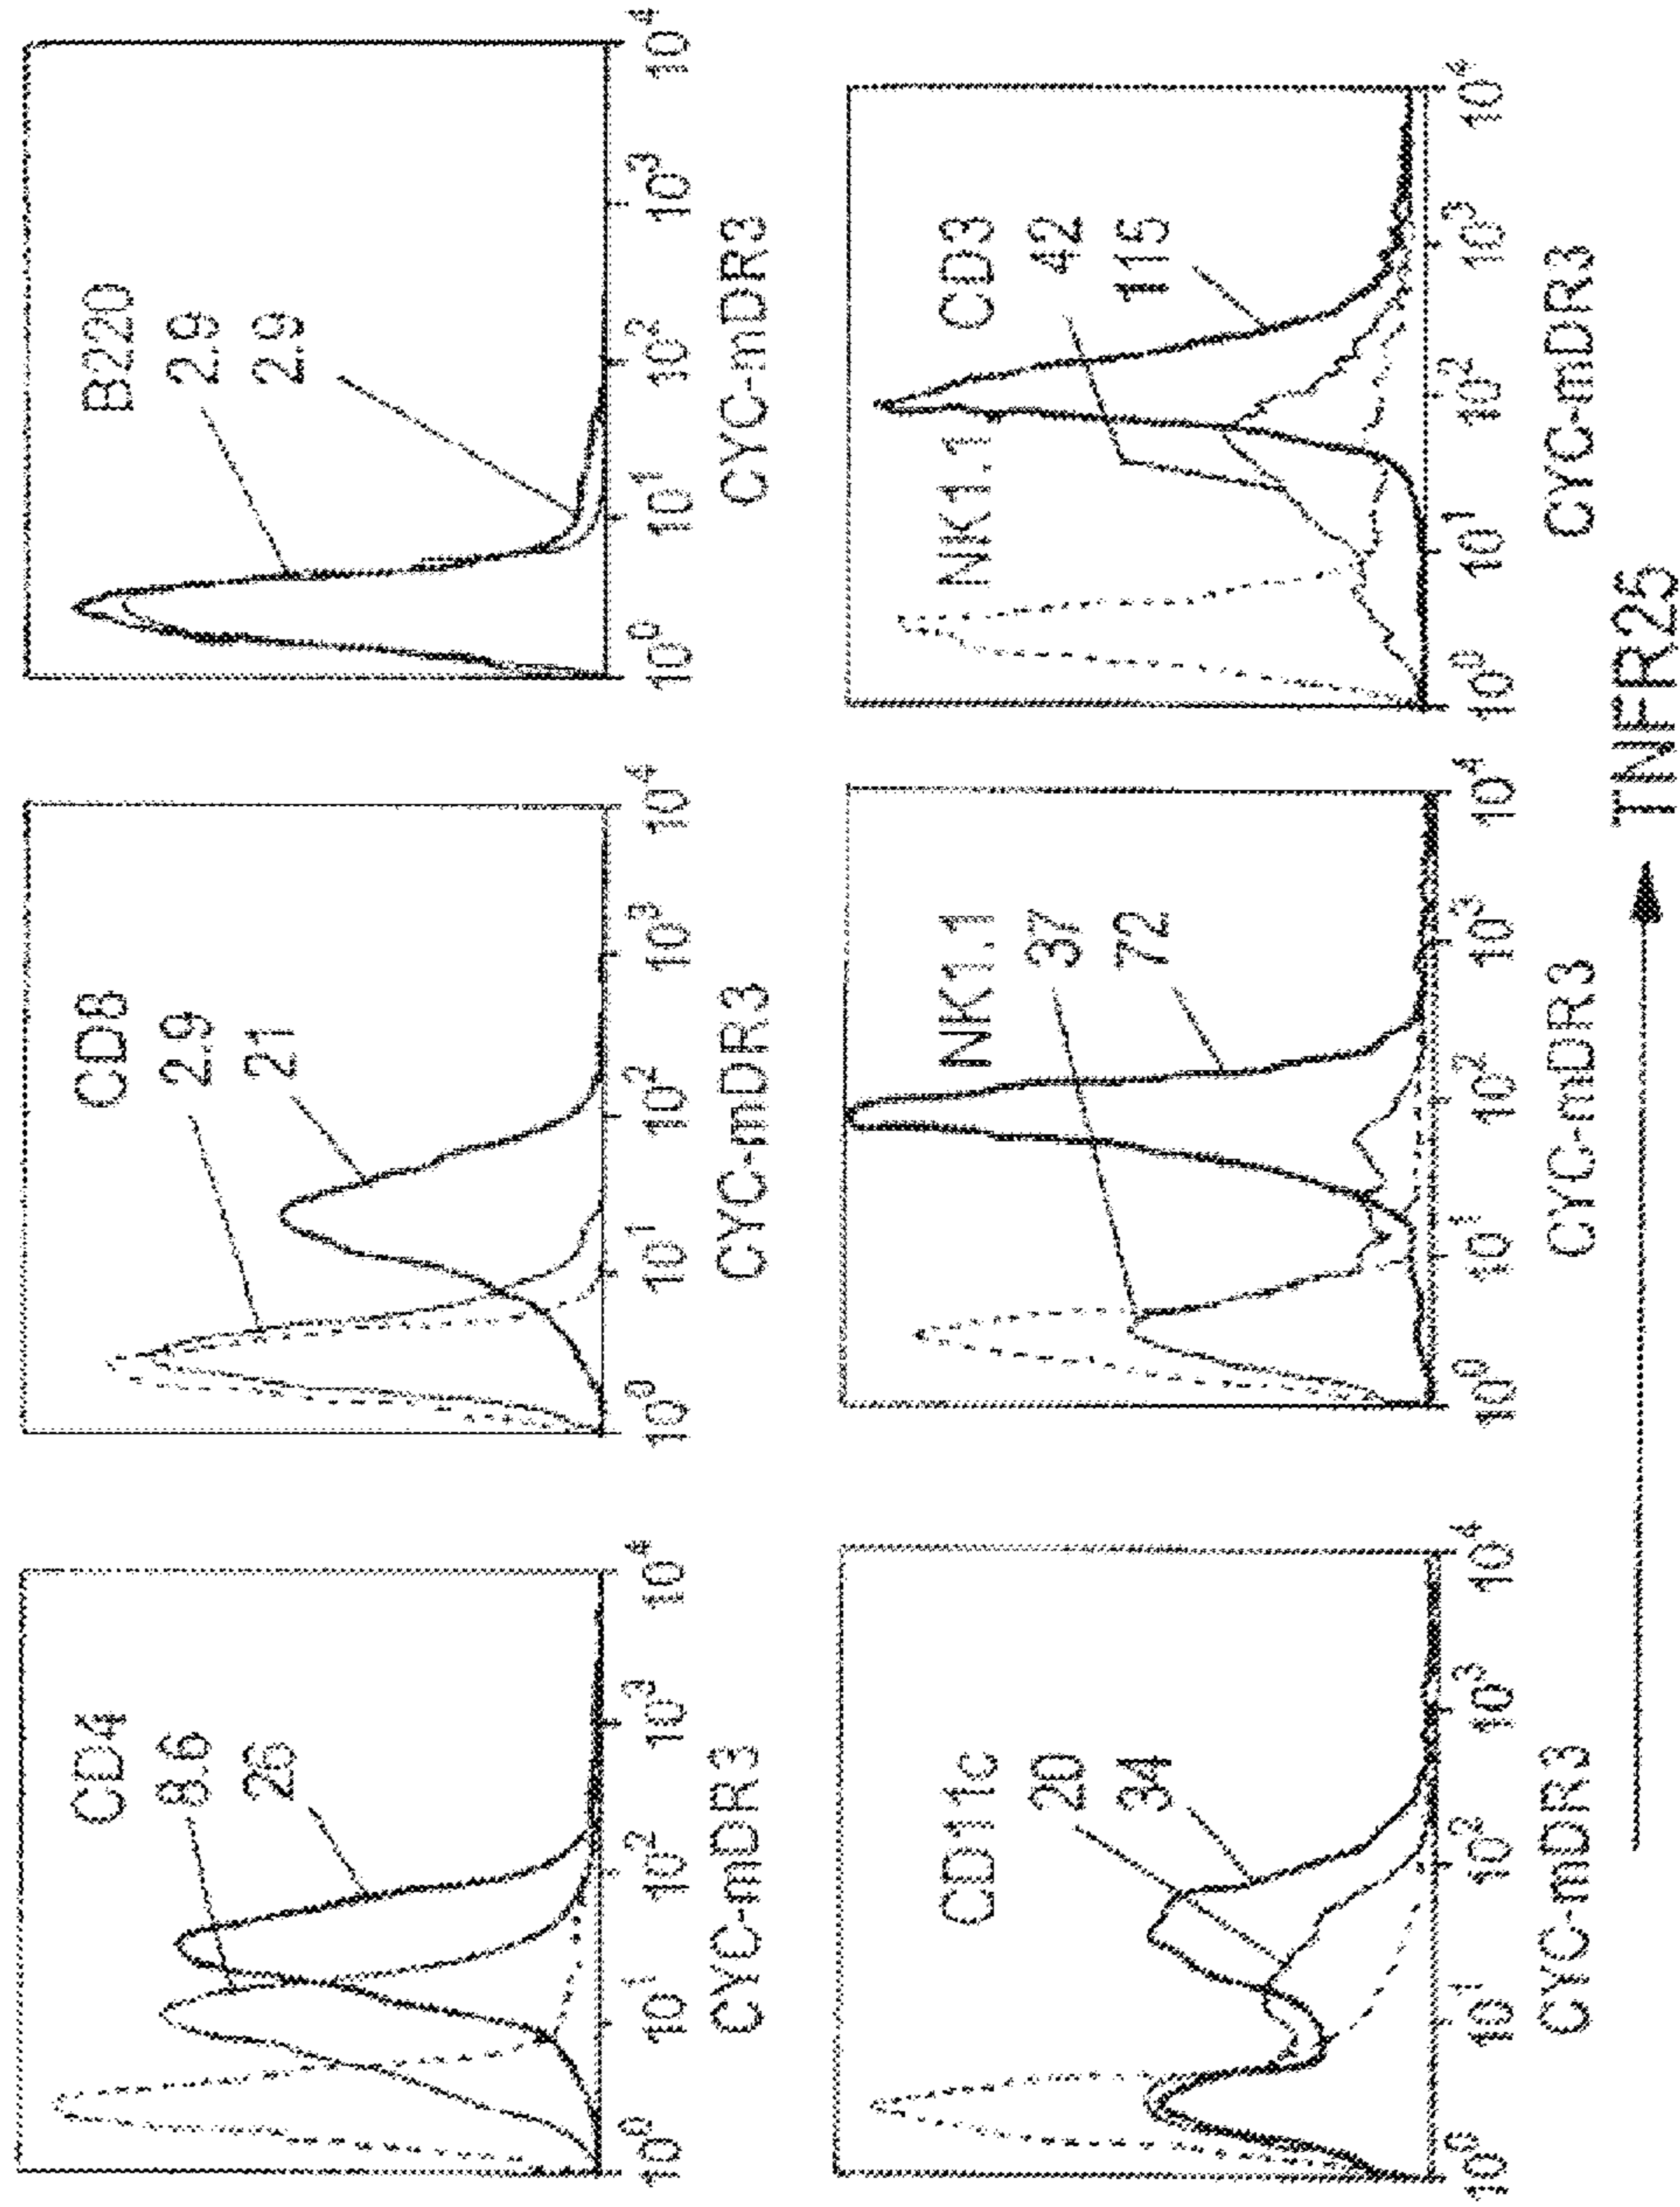 CD4
8.6
26
10⁰ 10¹ 10² 10³ 10⁴
CYC-mDR3
CD8
2.9
21
10⁰ 10¹ 10² 10³ 10⁴
CYC-mDR3
B220
2.9
2.9
10⁰ 10¹ 10² 10³ 10⁴
CYC-mDR3
CD11c
20
34
10⁰ 10¹ 10² 10³ 10⁴
CYC-mDR3
NK1.1
37
72
10⁰ 10¹ 10² 10³ 10⁴
CYC-mDR3
NK1.1 CD3
42
115
10⁰ 10¹ 10² 10³ 10⁴
CYC-mDR3
TNFR25